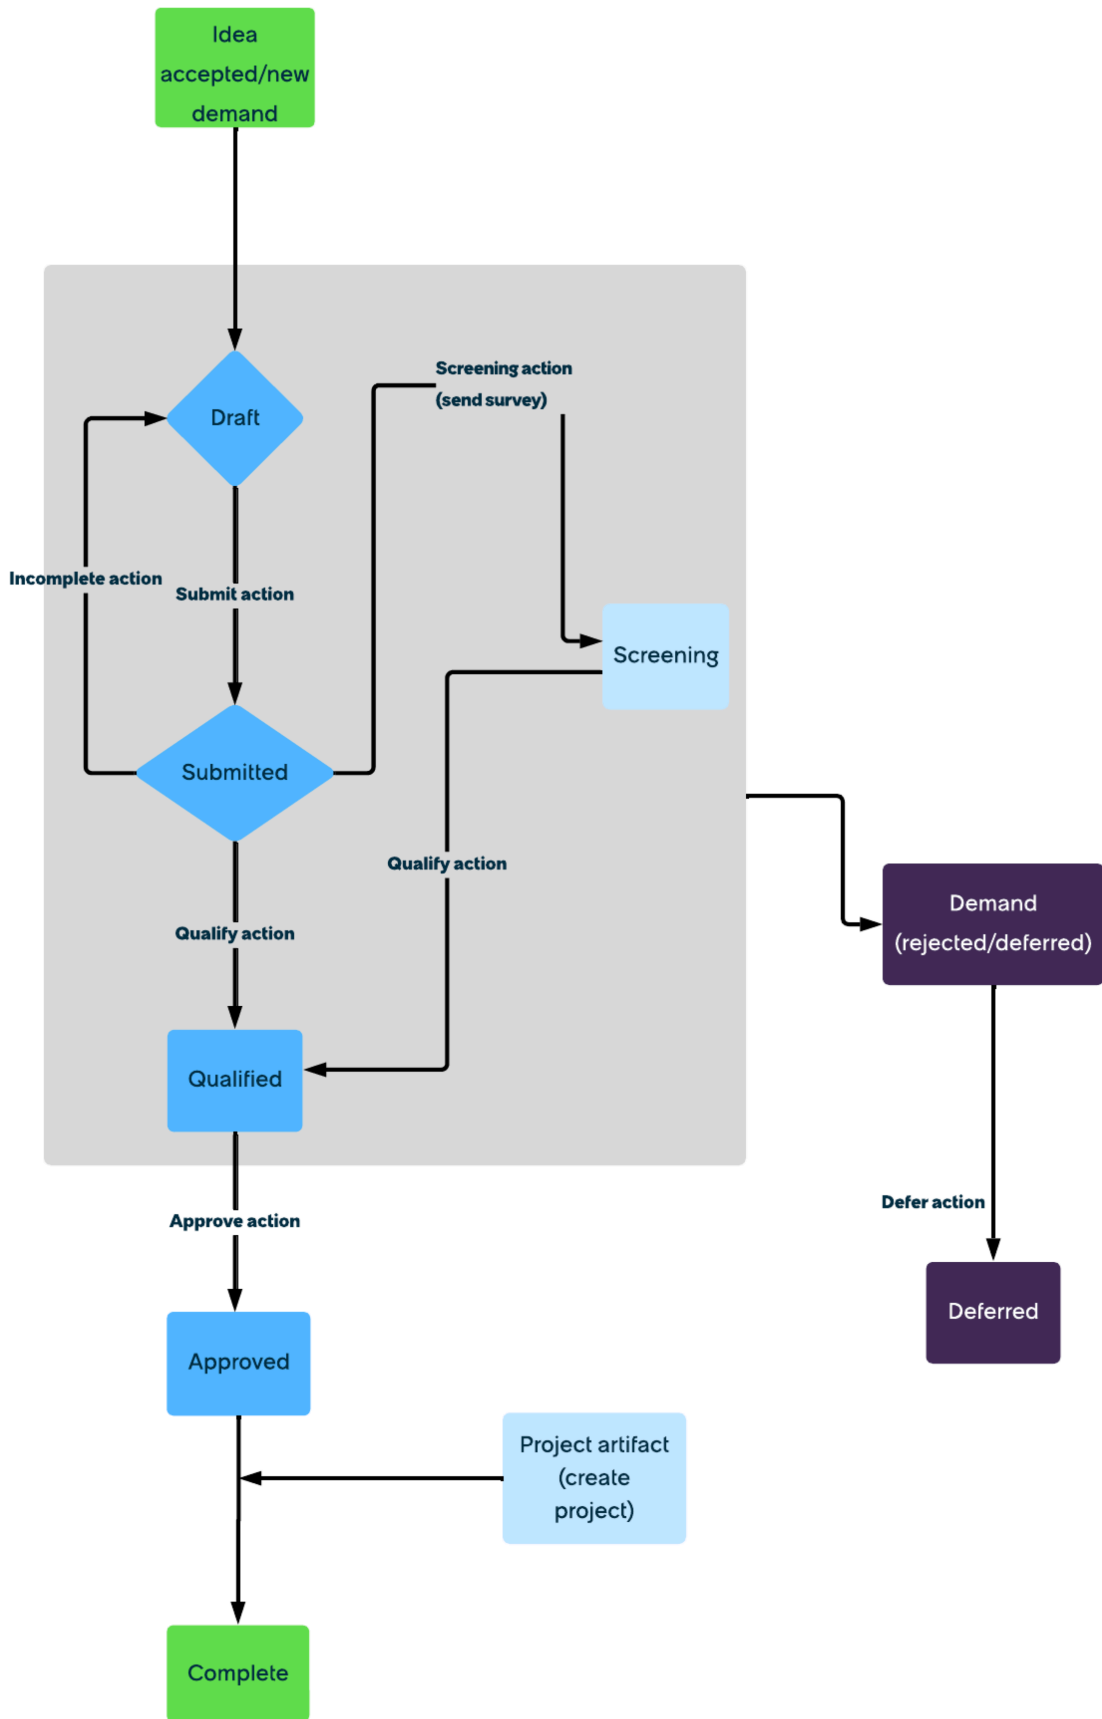 Idea
accepted/new
demand
Draft
Screening action
(send survey)
Incomplete action
Submit action
Screening
Submitted
Qualify action
Qualify action
Demand
(rejected/deferred)
Qualified
Defer action
Approve action
Deferred
Approved
Project artifact
(create
project)
Complete